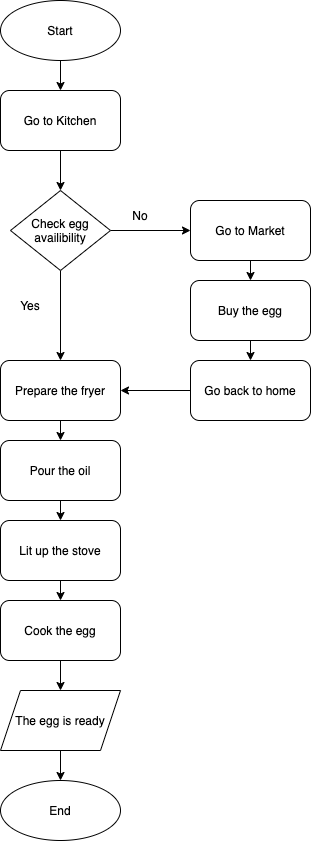 Start
Go to Kitchen
Check egg
availibility
No
Go to Market
Buy the egg
Yes
Prepare the fryer
Go back to home
Pour the oil
Lit up the stove
Cook the egg
The egg is ready
End